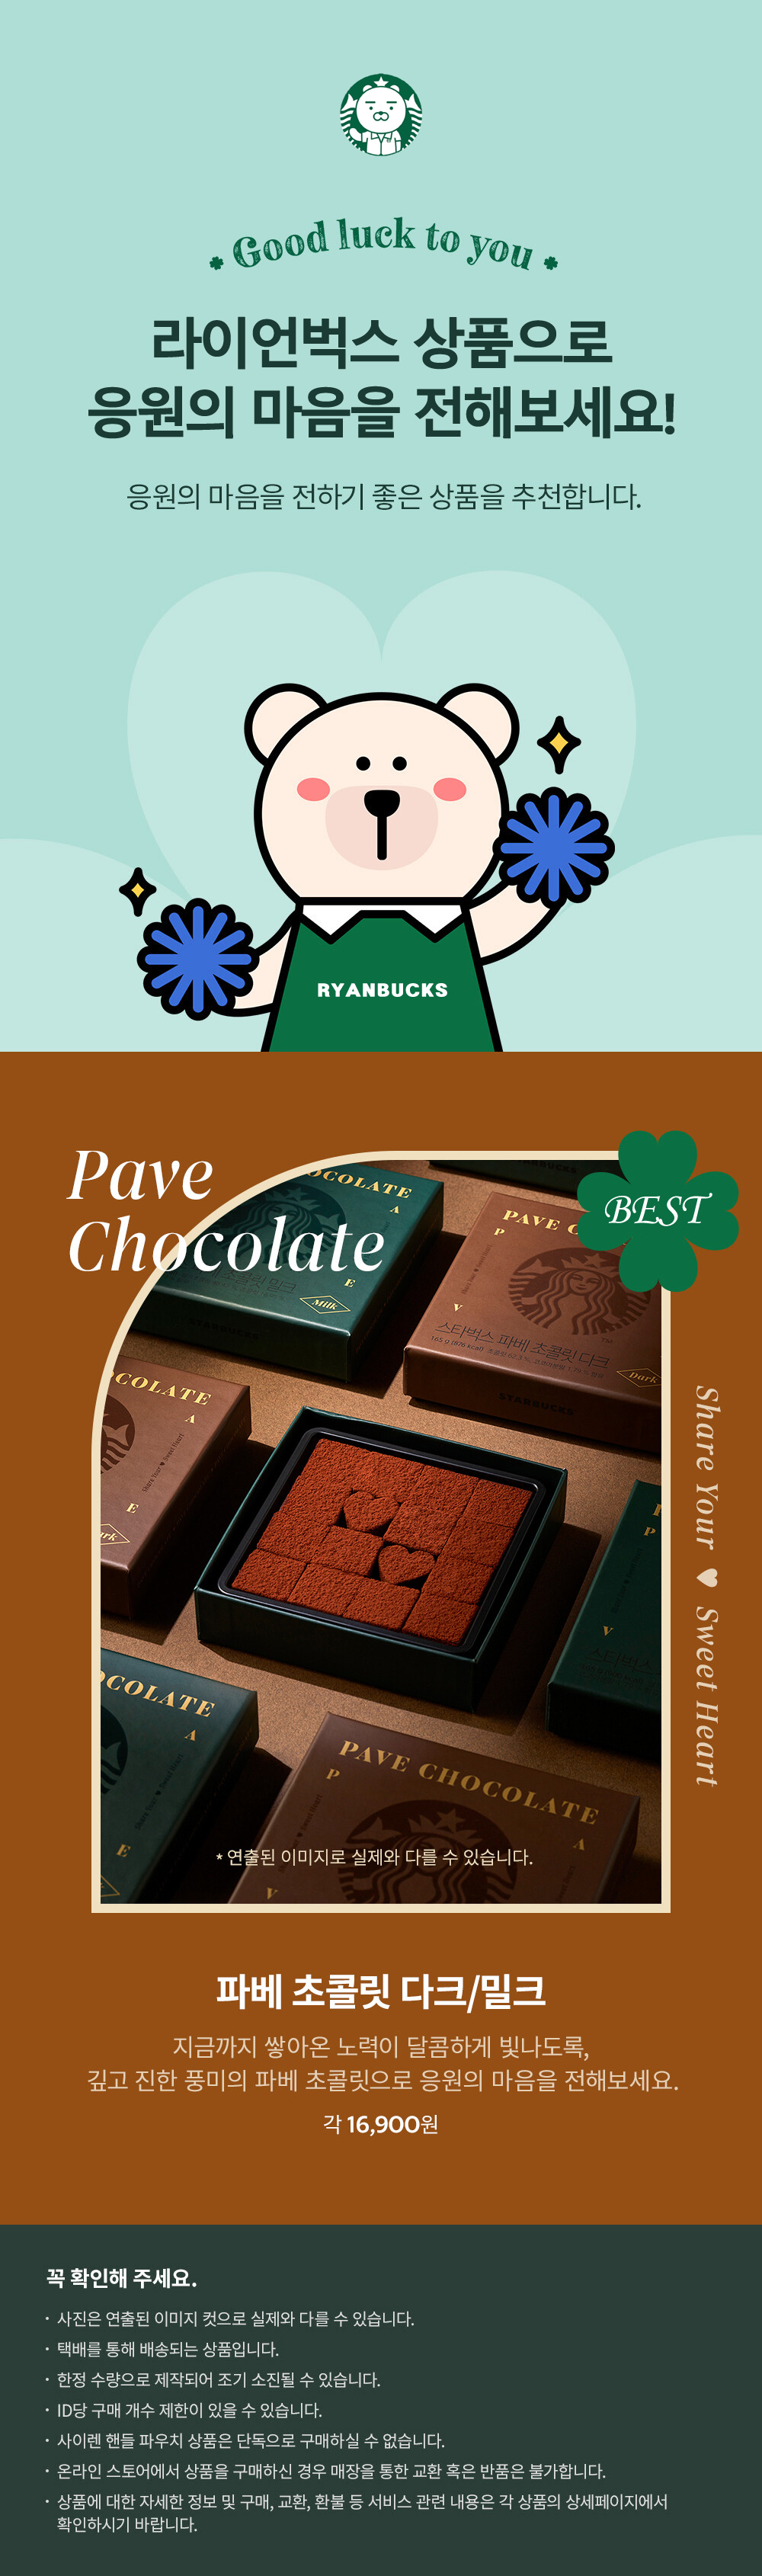 Good luck to you
라이언벅스 상품으로
응원의 마음을 전해보세요!
응원의 마음을 전하기 좋은 상품을 추천합니다.
RYANBUCKS
Pave
Chocolate
BEST
OCOLATE
A
E
Milk
STARBUCKS
PAVE C
P
V
스타벅스 파베 초콜릿 다크
Dark
STARBUCKS
COLATE
A
E
Share Your ♥ Sweet Heart
P
V
OCOLATE
A
E
PAVE CHOCOLATE
P
A
V
* 연출된 이미지로 실제와 다를 수 있습니다.
Share Your ♥ Sweet Heart
파베 초콜릿 다크/밀크
지금까지 쌓아온 노력이 달콤하게 빛나도록,
깊고 진한 풍미의 파베 초콜릿으로 응원의 마음을 전해보세요.
각 16,900원
꼭 확인해 주세요.
· 사진은 연출된 이미지 컷으로 실제와 다를 수 있습니다.
· 택배를 통해 배송되는 상품입니다.
· 한정 수량으로 제작되어 조기 소진될 수 있습니다.
· ID당 구매 개수 제한이 있을 수 있습니다.
· 사이렌 핸들 파우치 상품은 단독으로 구매하실 수 없습니다.
· 온라인 스토어에서 상품을 구매하신 경우 매장을 통한 교환 혹은 반품은 불가합니다.
· 상품에 대한 자세한 정보 및 구매, 교환, 환불 등 서비스 관련 내용은 각 상품의 상세페이지에서
확인하시기 바랍니다.